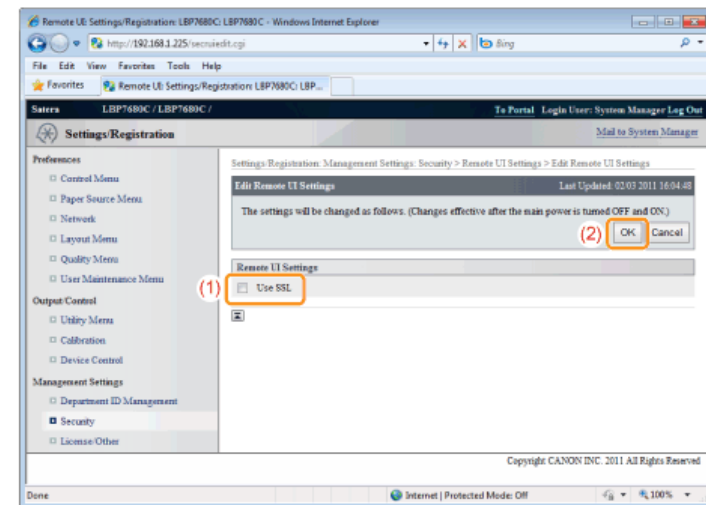 Remote UI: Settings/Registration: LBP7680C: LBP7680C - Windows Internet Explorer
http://192.168.1.225/secruiedit.cgi
Bing
File Edit View Favorites Tools Help
Favorites Remote UI: Settings/Registration: LBP7680C: LBP...
Satera LBP7680C / LBP7680C /
To Portal Login User: System Manager Log Out
Settings/Registration
Mail to System Manager
Preferences
Control Menu
Paper Source Menu
Network
Layout Menu
Quality Menu
User Maintenance Menu
Output/Control
Utility Menu
Calibration
Device Control
Management Settings
Department ID Management
Security
License/Other
Settings/Registration: Management Settings: Security > Remote UI Settings > Edit Remote UI Settings
Edit Remote UI Settings Last Updated: 02/03 2011 16:04:48
The settings will be changed as follows. (Changes effective after the main power is turned OFF and ON.)
(2) OK Cancel
Remote UI Settings
(1) Use SSL
Copyright CANON INC. 2011 All Rights Reserved
Done Internet | Protected Mode: Off 100%